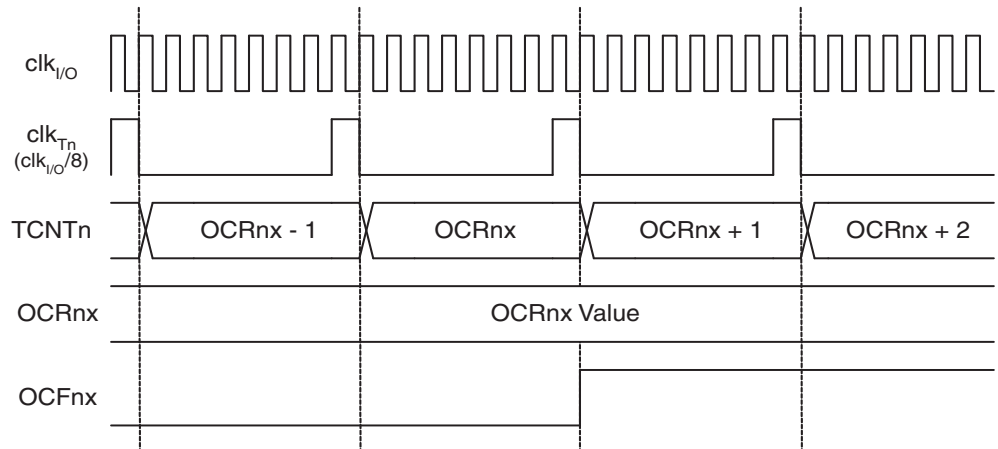 clkI/O
clkTn
(clkI/O/8)
TCNTn
OCRnx - 1
OCRnx
OCRnx + 1
OCRnx + 2
OCRnx
OCRnx Value
OCFnx